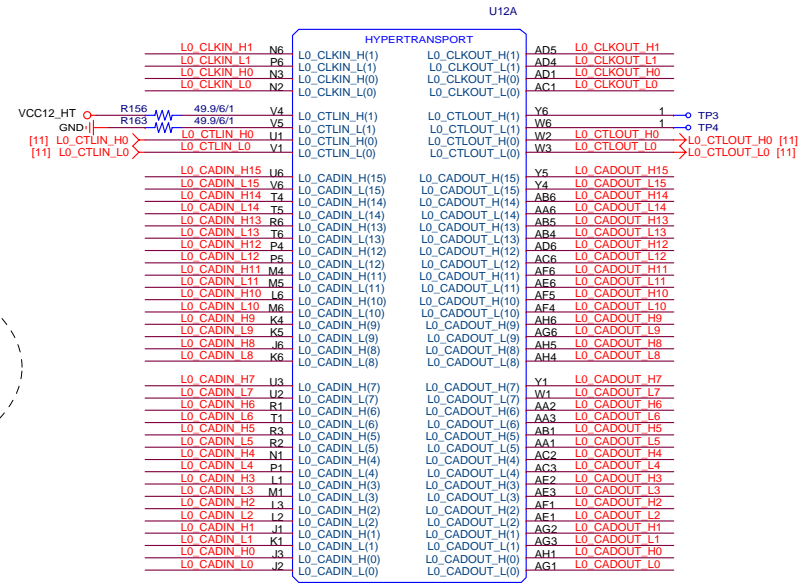 U12A
HYPERTRANSPORT
L0_CLKIN_H1 N6 L0_CLKIN_H(1) L0_CLKOUT_H(1) AD5 L0_CLKOUT_H1
L0_CLKIN_L1 P6 L0_CLKIN_L(1) L0_CLKOUT_L(1) AD4 L0_CLKOUT_L1
L0_CLKIN_H0 N3 L0_CLKIN_H(0) L0_CLKOUT_H(0) AD1 L0_CLKOUT_H0
L0_CLKIN_L0 N2 L0_CLKIN_L(0) L0_CLKOUT_L(0) AC1 L0_CLKOUT_L0
VCC12_HT R156 49.9/6/1 V4 L0_CTLIN_H(1) L0_CTLOUT_H(1) Y6 1 TP3
GND R163 49.9/6/1 V5 L0_CTLIN_L(1) L0_CTLOUT_L(1) W6 1 TP4
[11] L0_CTLIN_H0 L0_CTLIN_H0 U1 L0_CTLIN_H(0) L0_CTLOUT_H(0) W2 L0_CTLOUT_H0 L0_CTLOUT_H0 [11]
[11] L0_CTLIN_L0 L0_CTLIN_L0 V1 L0_CTLIN_L(0) L0_CTLOUT_L(0) W3 L0_CTLOUT_L0 L0_CTLOUT_L0 [11]
L0_CADIN_H15 U6 L0_CADIN_H(15) L0_CADOUT_H(15) Y5 L0_CADOUT_H15
L0_CADIN_L15 V6 L0_CADIN_L(15) L0_CADOUT_L(15) Y4 L0_CADOUT_L15
L0_CADIN_H14 T4 L0_CADIN_H(14) L0_CADOUT_H(14) AB6 L0_CADOUT_H14
L0_CADIN_L14 T5 L0_CADIN_L(14) L0_CADOUT_L(14) AA6 L0_CADOUT_L14
L0_CADIN_H13 R6 L0_CADIN_H(13) L0_CADOUT_H(13) AB5 L0_CADOUT_H13
L0_CADIN_L13 T6 L0_CADIN_L(13) L0_CADOUT_L(13) AB4 L0_CADOUT_L13
L0_CADIN_H12 P4 L0_CADIN_H(12) L0_CADOUT_H(12) AD6 L0_CADOUT_H12
L0_CADIN_L12 P5 L0_CADIN_L(12) L0_CADOUT_L(12) AC6 L0_CADOUT_L12
L0_CADIN_H11 M4 L0_CADIN_H(11) L0_CADOUT_H(11) AF6 L0_CADOUT_H11
L0_CADIN_L11 M5 L0_CADIN_L(11) L0_CADOUT_L(11) AE6 L0_CADOUT_L11
L0_CADIN_H10 L6 L0_CADIN_H(10) L0_CADOUT_H(10) AF5 L0_CADOUT_H10
L0_CADIN_L10 M6 L0_CADIN_L(10) L0_CADOUT_L(10) AF4 L0_CADOUT_L10
L0_CADIN_H9 K4 L0_CADIN_H(9) L0_CADOUT_H(9) AH6 L0_CADOUT_H9
L0_CADIN_L9 K5 L0_CADIN_L(9) L0_CADOUT_L(9) AG6 L0_CADOUT_L9
L0_CADIN_H8 J6 L0_CADIN_H(8) L0_CADOUT_H(8) AH5 L0_CADOUT_H8
L0_CADIN_L8 K6 L0_CADIN_L(8) L0_CADOUT_L(8) AH4 L0_CADOUT_L8
L0_CADIN_H7 U3 L0_CADIN_H(7) L0_CADOUT_H(7) Y1 L0_CADOUT_H7
L0_CADIN_L7 U2 L0_CADIN_L(7) L0_CADOUT_L(7) W1 L0_CADOUT_L7
L0_CADIN_H6 R1 L0_CADIN_H(6) L0_CADOUT_H(6) AA2 L0_CADOUT_H6
L0_CADIN_L6 T1 L0_CADIN_L(6) L0_CADOUT_L(6) AA3 L0_CADOUT_L6
L0_CADIN_H5 R3 L0_CADIN_H(5) L0_CADOUT_H(5) AB1 L0_CADOUT_H5
L0_CADIN_L5 R2 L0_CADIN_L(5) L0_CADOUT_L(5) AA1 L0_CADOUT_L5
L0_CADIN_H4 N1 L0_CADIN_H(4) L0_CADOUT_H(4) AC2 L0_CADOUT_H4
L0_CADIN_L4 P1 L0_CADIN_L(4) L0_CADOUT_L(4) AC3 L0_CADOUT_L4
L0_CADIN_H3 L1 L0_CADIN_H(3) L0_CADOUT_H(3) AE2 L0_CADOUT_H3
L0_CADIN_L3 M1 L0_CADIN_L(3) L0_CADOUT_L(3) AE3 L0_CADOUT_L3
L0_CADIN_H2 L3 L0_CADIN_H(2) L0_CADOUT_H(2) AF1 L0_CADOUT_H2
L0_CADIN_L2 L2 L0_CADIN_L(2) L0_CADOUT_L(2) AE1 L0_CADOUT_L2
L0_CADIN_H1 J1 L0_CADIN_H(1) L0_CADOUT_H(1) AG2 L0_CADOUT_H1
L0_CADIN_L1 K1 L0_CADIN_L(1) L0_CADOUT_L(1) AG3 L0_CADOUT_L1
L0_CADIN_H0 J3 L0_CADIN_H(0) L0_CADOUT_H(0) AH1 L0_CADOUT_H0
L0_CADIN_L0 J2 L0_CADIN_L(0) L0_CADOUT_L(0) AG1 L0_CADOUT_L0